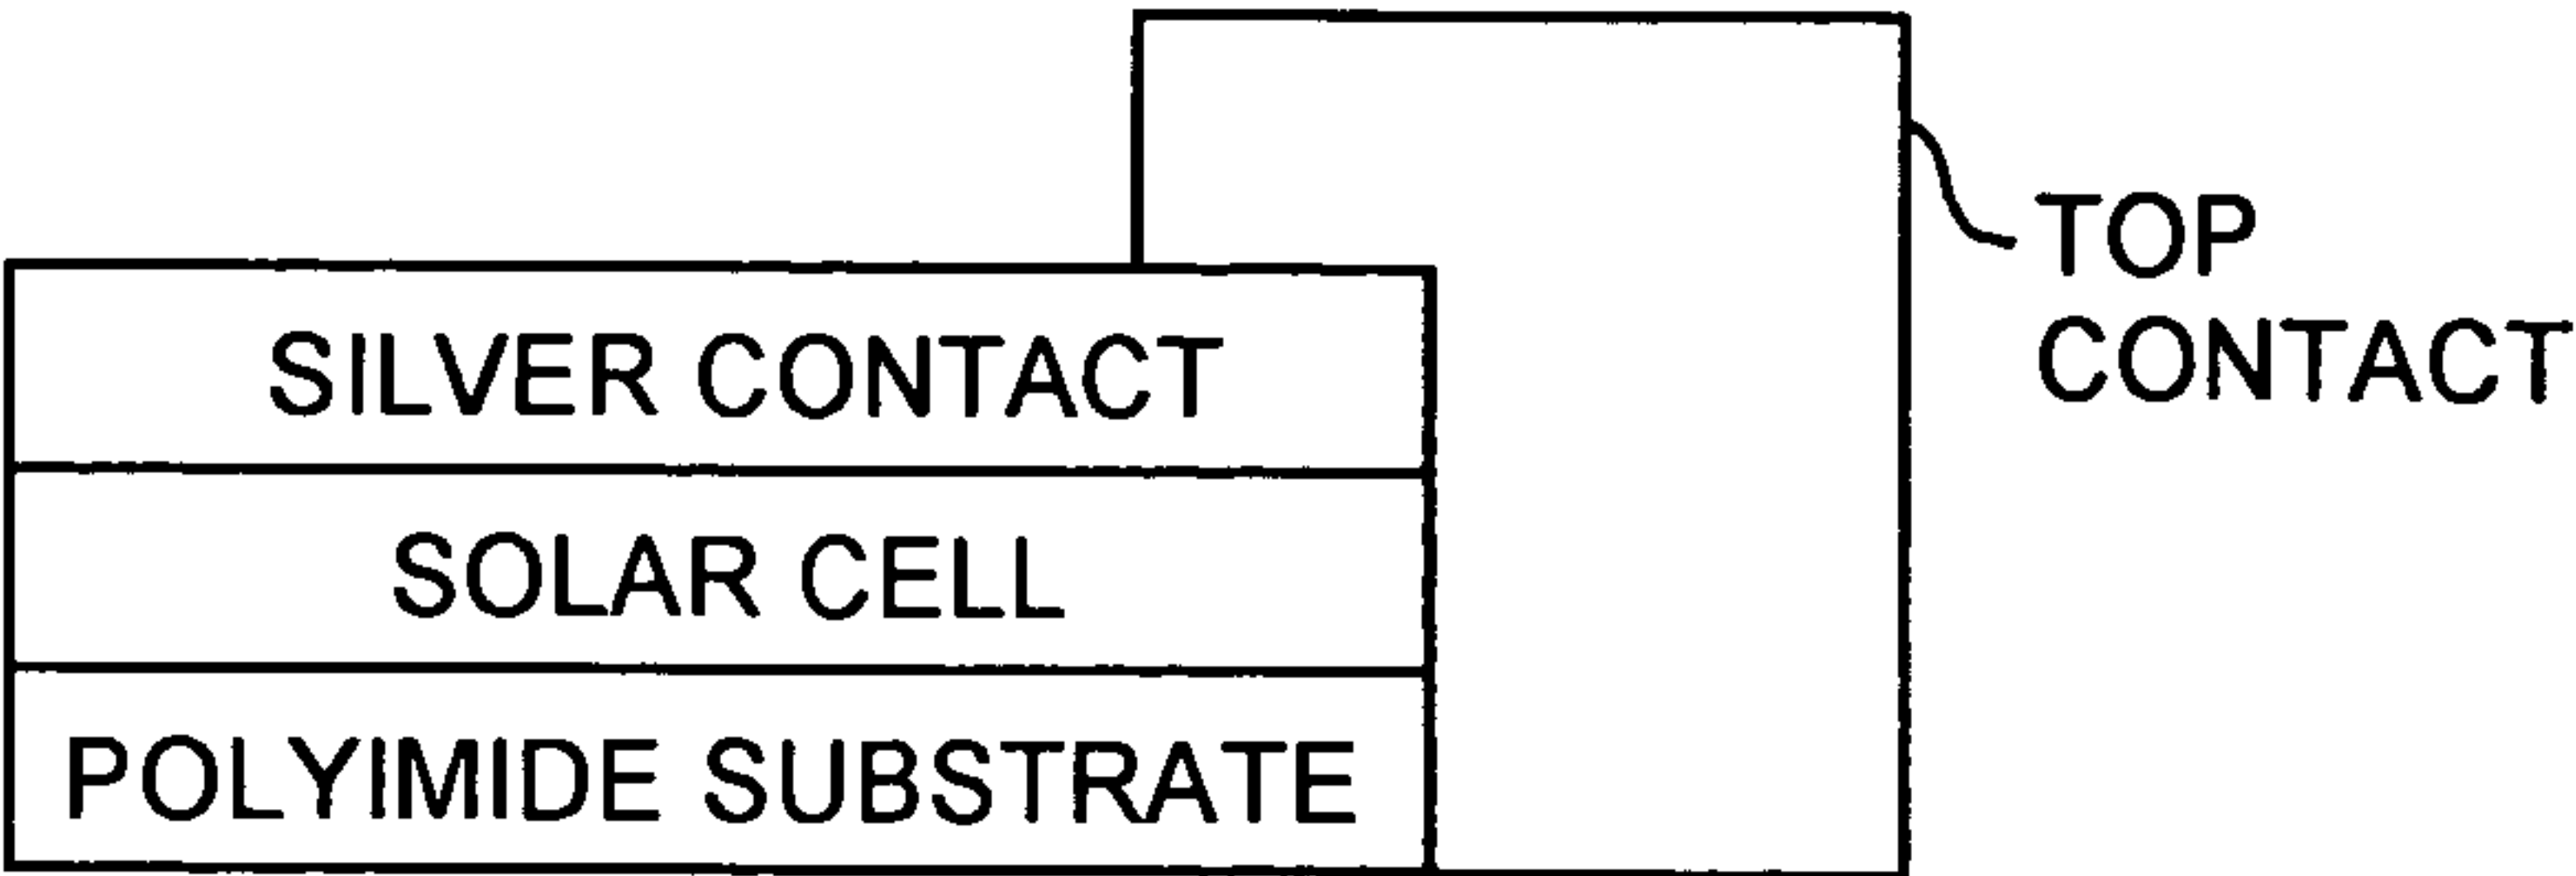 TOP
CONTACT
SILVER CONTACT
SOLAR CELL
POLYIMIDE SUBSTRATE